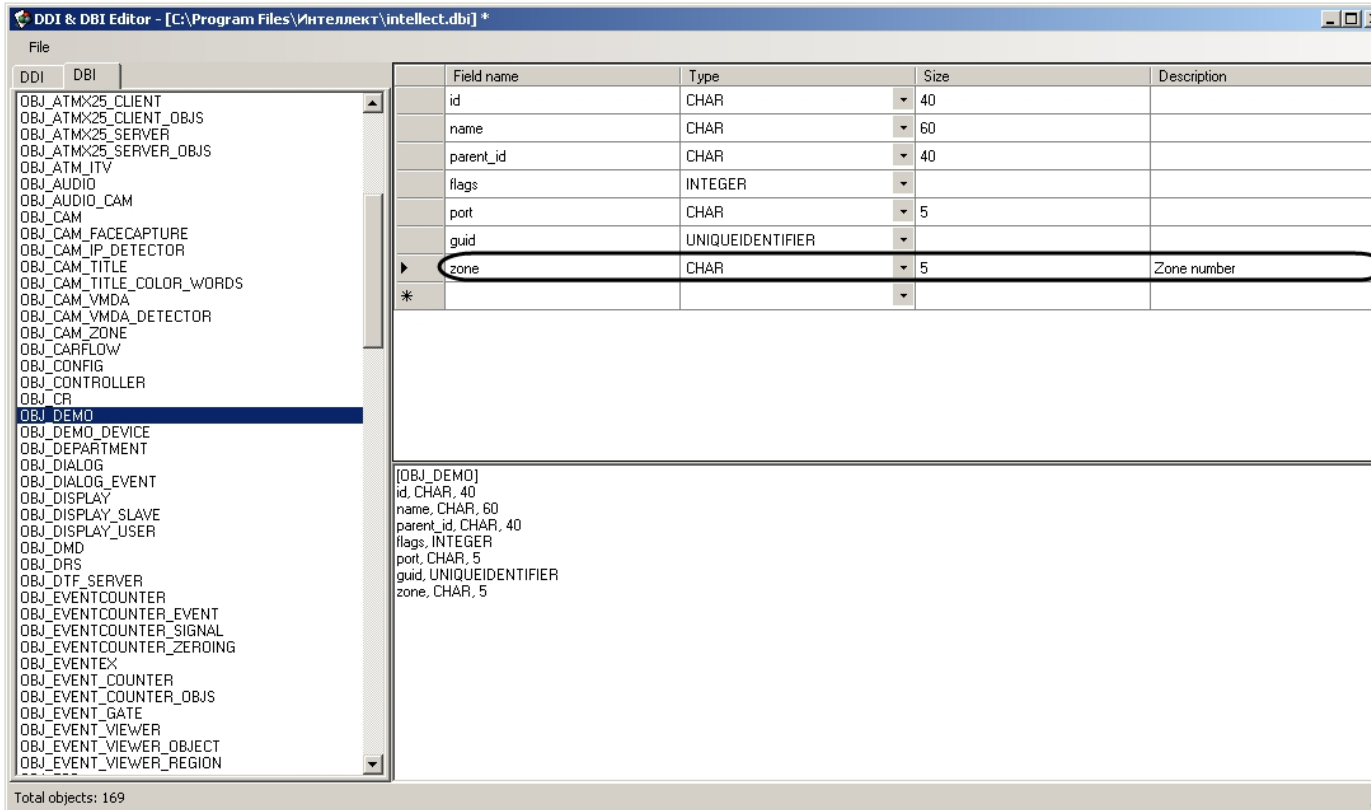 DDI & DBI Editor - [C:\Program Files\Интеллект\intellect.dbi] *
File
DDI DBI
OBJ_ATMX25_CLIENT
OBJ_ATMX25_CLIENT_OBJS
OBJ_ATMX25_SERVER
OBJ_ATMX25_SERVER_OBJS
OBJ_ATM_ITV
OBJ_AUDIO
OBJ_AUDIO_CAM
OBJ_CAM
OBJ_CAM_FACECAPTURE
OBJ_CAM_IP_DETECTOR
OBJ_CAM_TITLE
OBJ_CAM_TITLE_COLOR_WORDS
OBJ_CAM_VMDA
OBJ_CAM_VMDA_DETECTOR
OBJ_CAM_ZONE
OBJ_CARFLOW
OBJ_CONFIG
OBJ_CONTROLLER
OBJ_CR
OBJ_DEMO
OBJ_DEMO_DEVICE
OBJ_DEPARTMENT
OBJ_DIALOG
OBJ_DIALOG_EVENT
OBJ_DISPLAY
OBJ_DISPLAY_SLAVE
OBJ_DISPLAY_USER
OBJ_DMD
OBJ_DRS
OBJ_DTF_SERVER
OBJ_EVENTCOUNTER
OBJ_EVENTCOUNTER_EVENT
OBJ_EVENTCOUNTER_SIGNAL
OBJ_EVENTCOUNTER_ZEROING
OBJ_EVENTEX
OBJ_EVENT_COUNTER
OBJ_EVENT_COUNTER_OBJS
OBJ_EVENT_GATE
OBJ_EVENT_VIEWER
OBJ_EVENT_VIEWER_OBJECT
OBJ_EVENT_VIEWER_REGION
Field name Type Size Description
id CHAR 40
name CHAR 60
parent_id CHAR 40
flags INTEGER
port CHAR 5
guid UNIQUEIDENTIFIER
zone CHAR 5 Zone number
[OBJ_DEMO]
id, CHAR, 40
name, CHAR, 60
parent_id, CHAR, 40
flags, INTEGER
port, CHAR, 5
guid, UNIQUEIDENTIFIER
zone, CHAR, 5
Total objects: 169